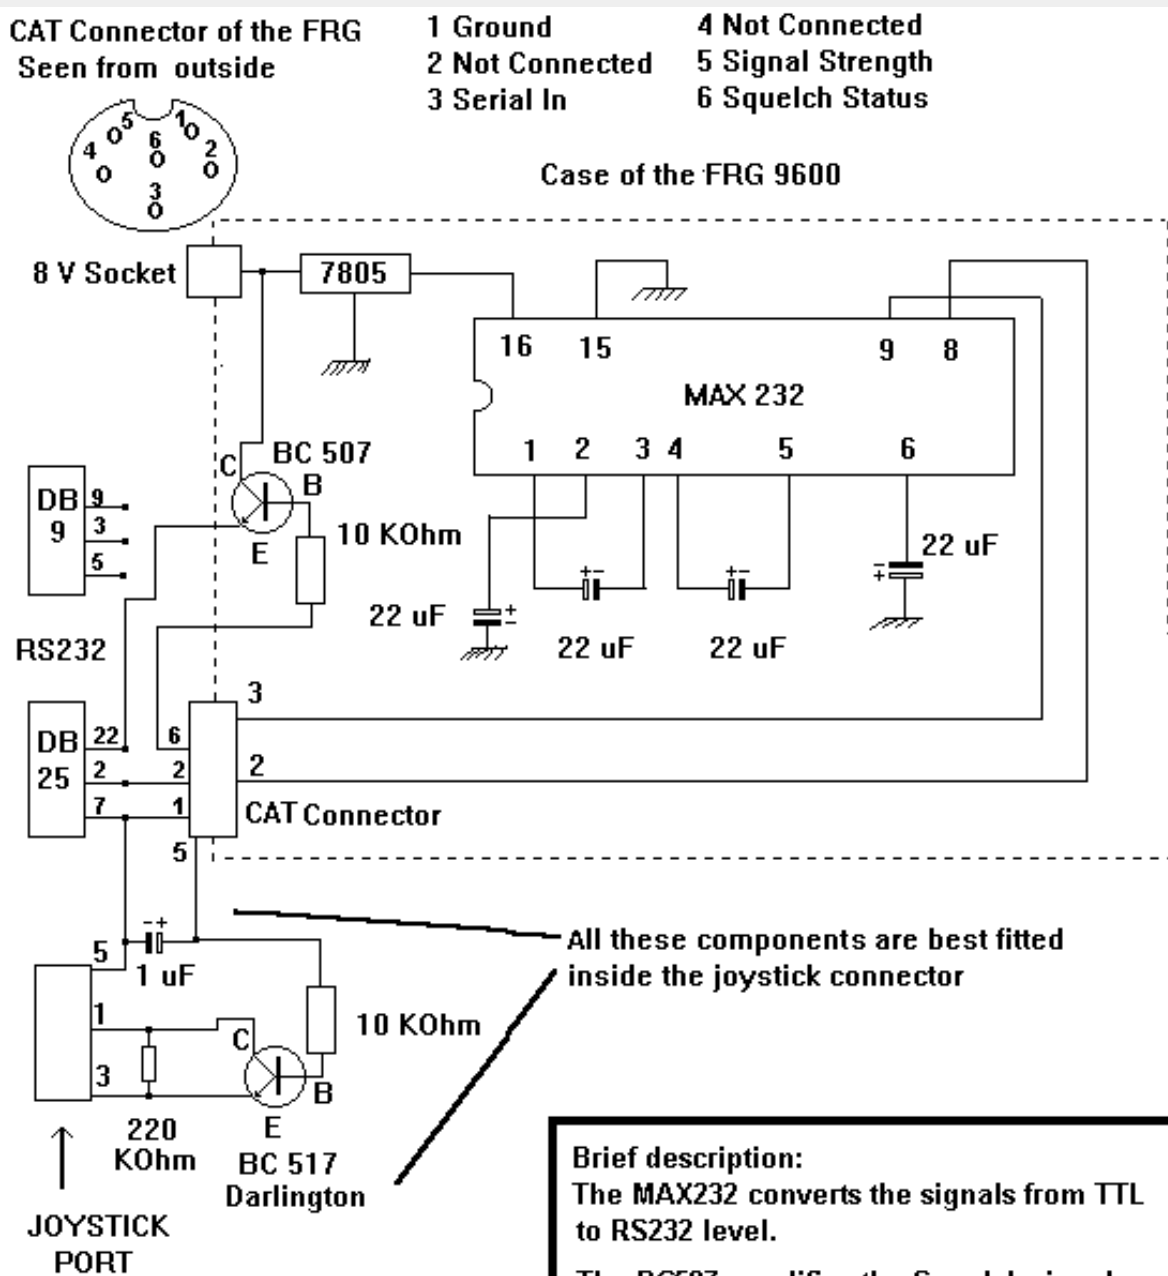 CAT Connector of the FRG
Seen from outside
1 Ground
2 Not Connected
3 Serial In
4 Not Connected
5 Signal Strength
6 Squelch Status
5
1
4
6
2
3
Case of the FRG 9600
8 V Socket
7805
16
15
9
8
MAX 232
1
2
3
4
5
6
BC 507
C
B
E
10 KOhm
DB
9
9
3
5
RS232
22 uF
+
-
+-
22 uF
+-
22 uF
-
+
22 uF
3
DB
25
22
2
7
6
2
1
2
CAT Connector
5
-+
1 uF
5
1
3
C
B
E
10 KOhm
220
KOhm
BC 517
Darlington
JOYSTICK
PORT
All these components are best fitted
inside the joystick connector
Brief description:
The MAX232 converts the signals from TTL
to RS232 level.